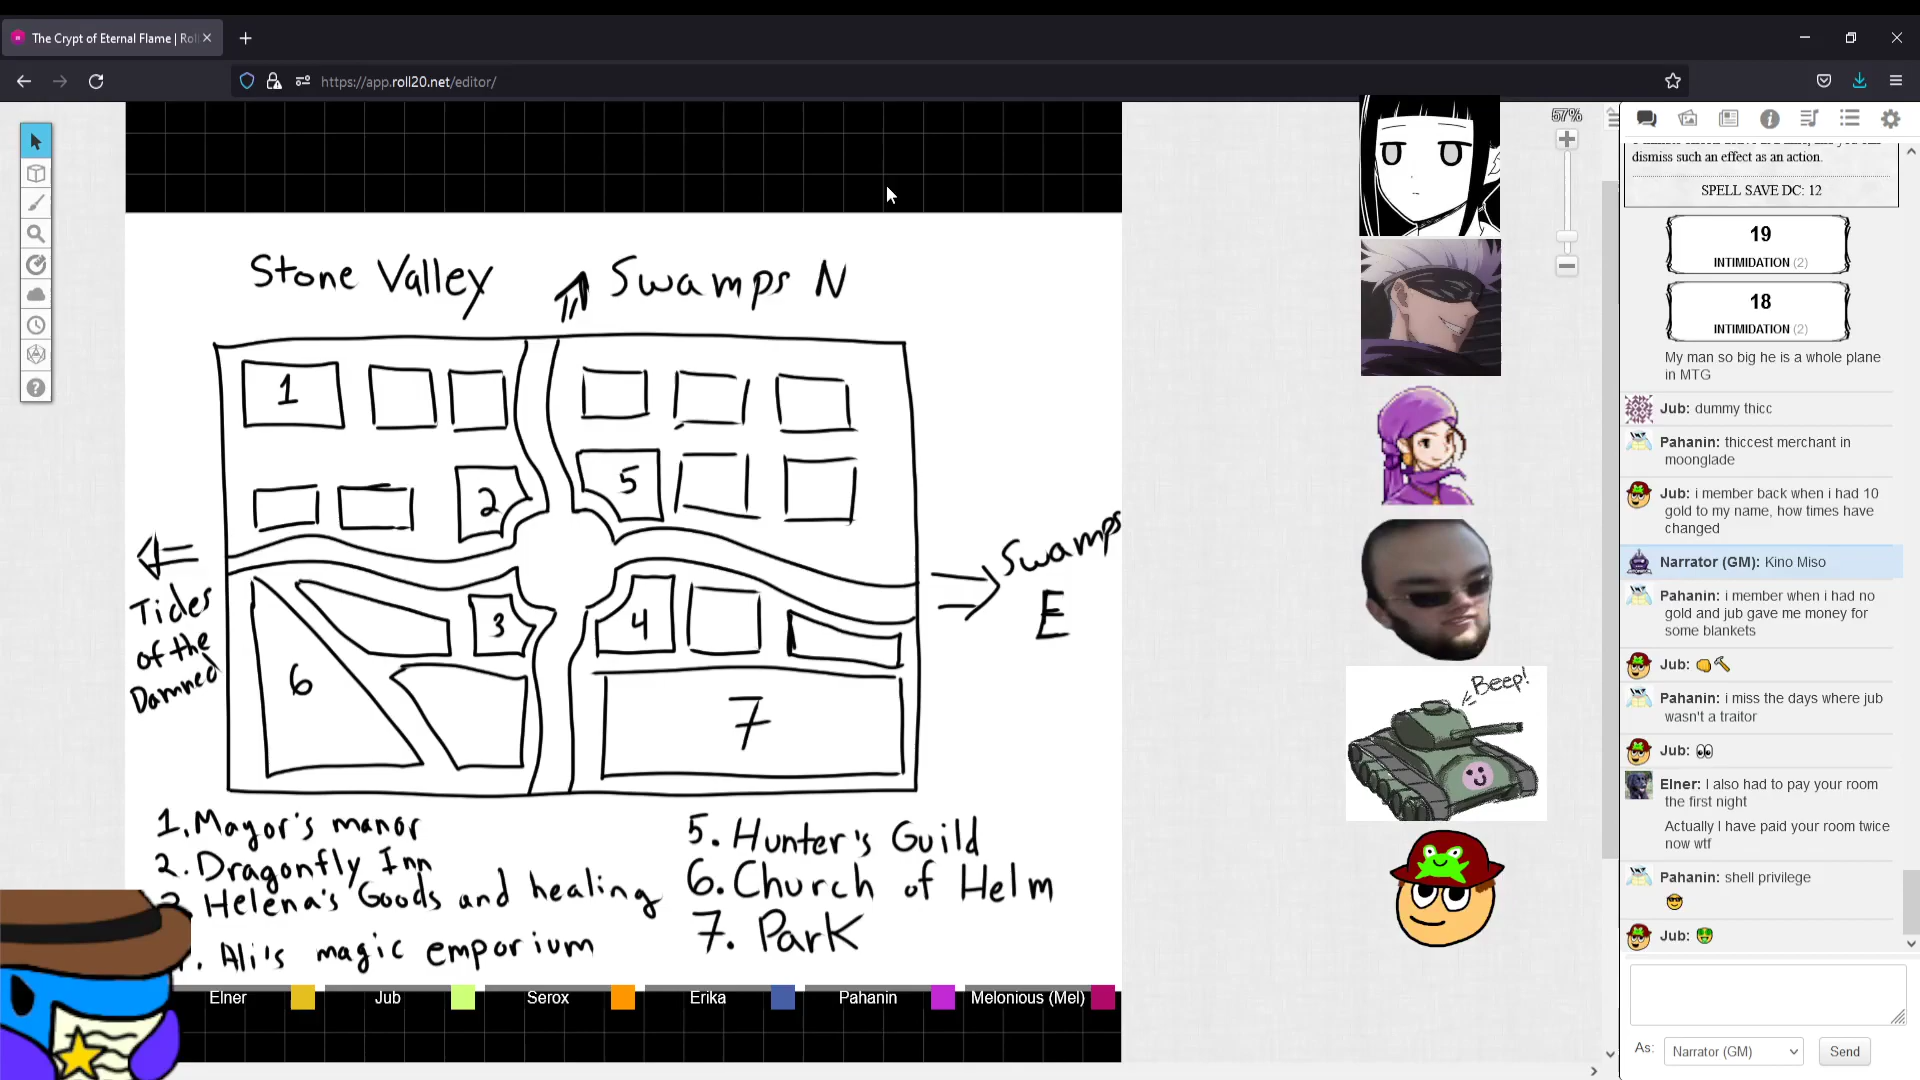 The Crypt of Eternal Flame | Rol
https://app.roll20.net/editor/
57%
Stone Valley
Swamps N
1
2
5
Swamps
E
Tides
of the
Damned
3
4
6
7
1. Mayor's manor
2. Dragonfly Inn
Helena's Goods and healing
. Ali's magic emporium
5. Hunter's Guild
6. Church of Helm
7. Park
Elner
Jub
Serox
Erika
Pahanin
Melonious (Mel)
Beep!
dismiss such an effect as an action.
SPELL SAVE DC: 12
19
INTIMIDATION (2)
18
INTIMIDATION (2)
My man so big he is a whole plane
in MTG
Jub: dummy thicc
Pahanin: thiccest merchant in
moonglade
Jub: i member back when i had 10
gold to my name, how times have
changed
Narrator (GM): Kino Miso
Pahanin: i member when i had no
gold and jub gave me money for
some blankets
Jub: 👊🔨
Pahanin: i miss the days where jub
wasn't a traitor
Jub: 👀
Elner: I also had to pay your room
the first night
Actually I have paid your room twice
now wtf
Pahanin: shell privilege
😎
Jub: 🤑
As:
Narrator (GM)
Send